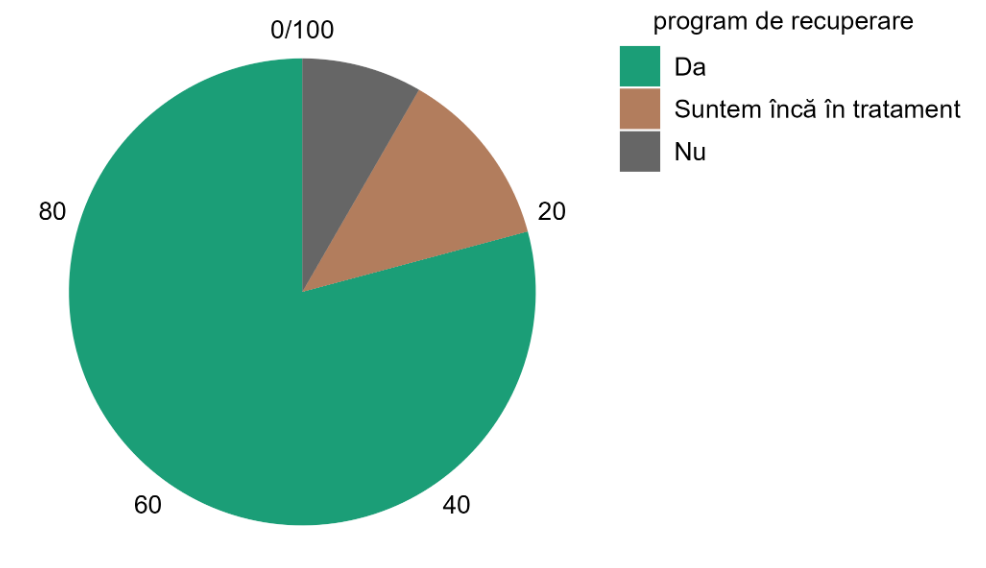 0/100
20
40
60
80
program de recuperare
Da
Suntem încă în tratament
Nu